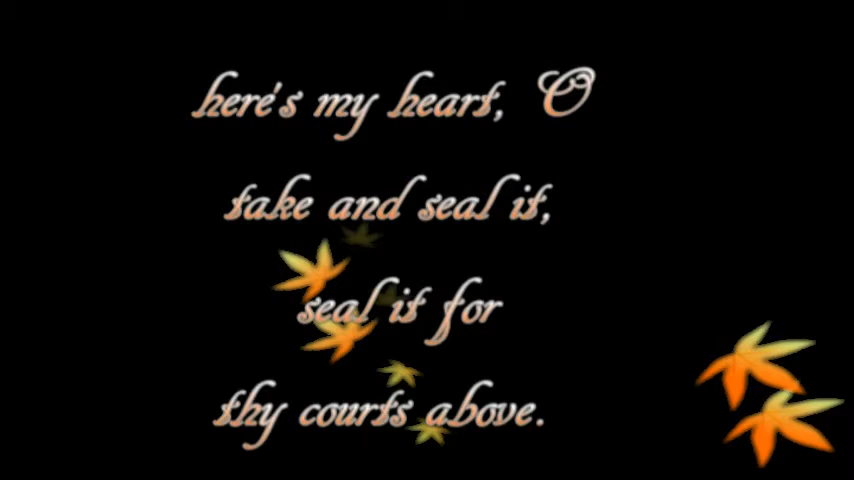 here's my heart, O
take and seal it,
seal it for
thy courts above.